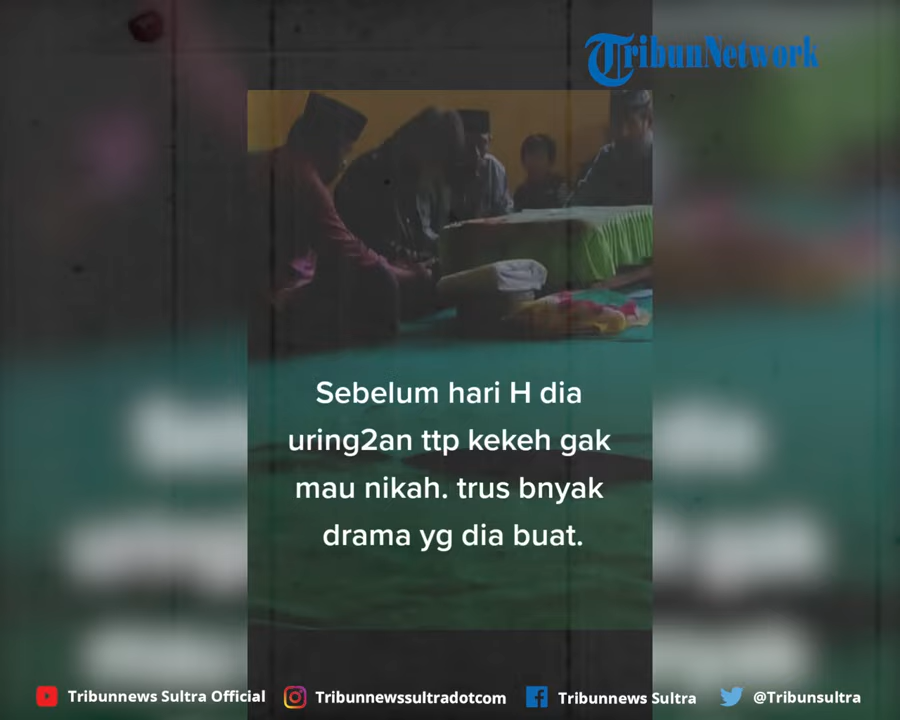 TribunNetwork
Sebelum hari H dia
uring2an ttp kekeh gak
mau nikah. trus bnyak
drama yg dia buat.
Tribunnews Sultra Official
Tribunnewssultradotcom
Tribunnews Sultra
@Tribunsultra